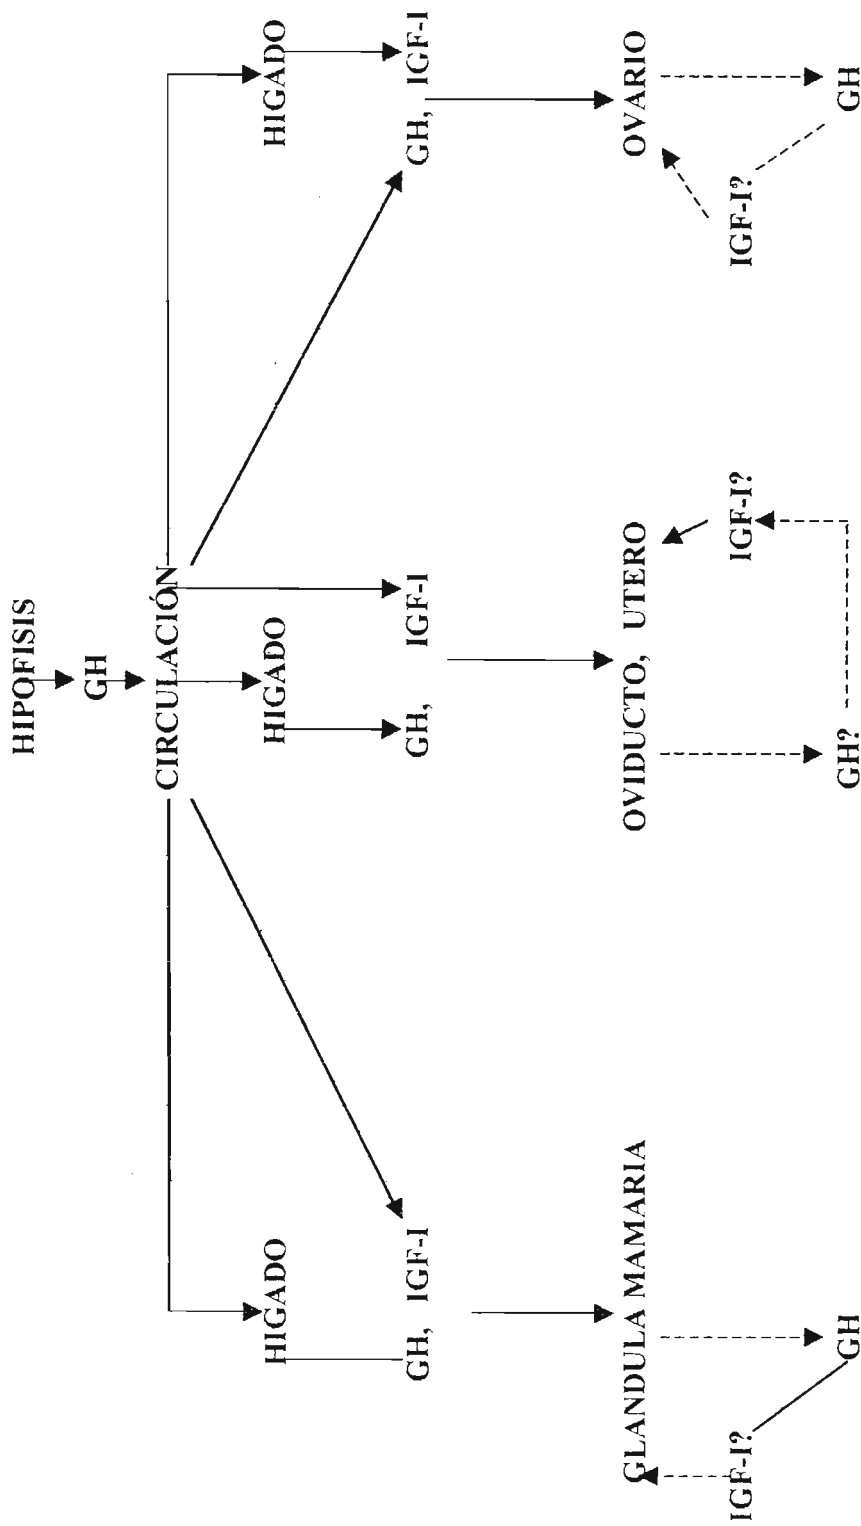 HIPOFISIS
GH
CIRCULACIÓN
HIGADO HIGADO HIGADO
GH, IGF-I GH, IGF-I GH, IGF-I
GLANDULA MAMARIA OVIDUCTO, UTERO OVARIO
IGF-I? IGF-I? IGF-I?
GH GH? GH